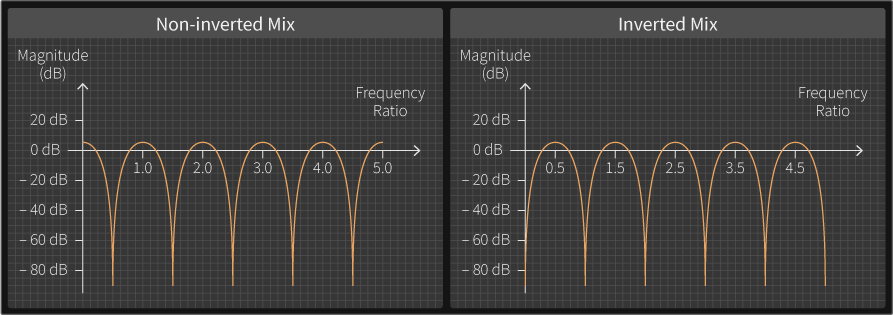 Non-inverted Mix
Magnitude
(dB)
Frequency
Ratio
20 dB
0 dB
1.0 2.0 3.0 4.0 5.0
– 20 dB
– 40 dB
– 60 dB
– 80 dB
Inverted Mix
Magnitude
(dB)
Frequency
Ratio
20 dB
0 dB
0.5 1.5 2.5 3.5 4.5
– 20 dB
– 40 dB
– 60 dB
– 80 dB